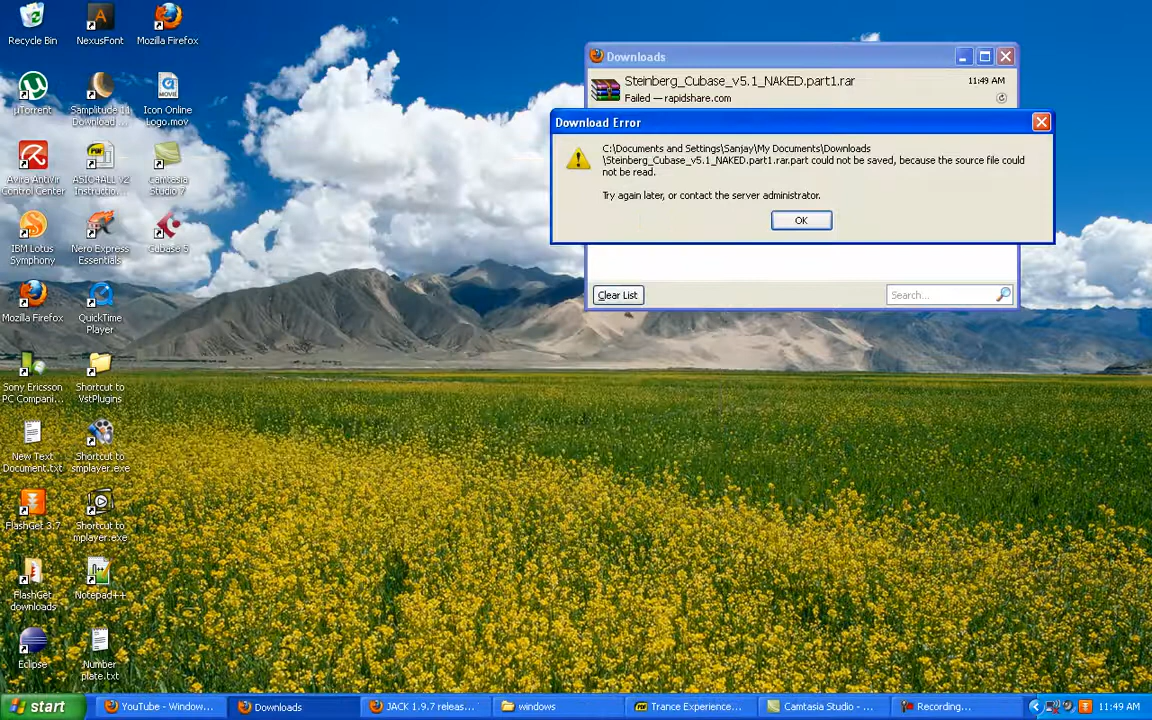 Recycle Bin
NexusFont
Mozilla Firefox
µTorrent
Samplitude 11
Download ...
Icon Online
Logo.mov
Avira AntiVir
Control Center
ASIO4ALL v2
Instructio...
Camtasia
Studio 7
IBM Lotus
Symphony
Nero Express
Essentials
Cubase 5
Mozilla Firefox
QuickTime
Player
Sony Ericsson
PC Compani...
Shortcut to
VstPlugins
New Text
Document.txt
Shortcut to
smplayer.exe
FlashGet 3.7
Shortcut to
mplayer.exe
FlashGet
downloads
Notepad++
Eclipse
Number
plate.txt
Downloads
Steinberg_Cubase_v5.1_NAKED.part1.rar
11:49 AM
Failed — rapidshare.com
Download Error
C:\Documents and Settings\Sanjay\My Documents\Downloads
\Steinberg_Cubase_v5.1_NAKED.part1.rar.part could not be saved, because the source file could
not be read.
Try again later, or contact the server administrator.
OK
Clear List
Search...
start
YouTube - Window...
Downloads
JACK 1.9.7 releas...
windows
Trance Experience...
Camtasia Studio - ...
Recording...
11:49 AM